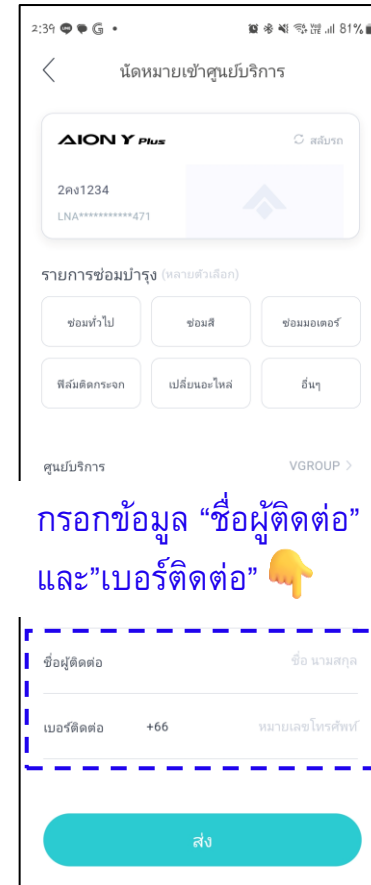 2:39 G • 81%
นัดหมายเข้าศูนย์บริการ
AION Y Plus สลับรถ
2คง1234
LNA***********471
รายการซ่อมบำรุง (หลายตัวเลือก)
ซ่อมทั่วไป ซ่อมสี ซ่อมมอเตอร์
ฟิล์มติดกระจก เปลี่ยนอะไหล่ อื่นๆ
ศูนย์บริการ VGROUP >
กรอกข้อมูล “ชื่อผู้ติดต่อ”
และ”เบอร์ติดต่อ” 👇
ชื่อผู้ติดต่อ ชื่อ นามสกุล
เบอร์ติดต่อ +66 หมายเลขโทรศัพท์
ส่ง